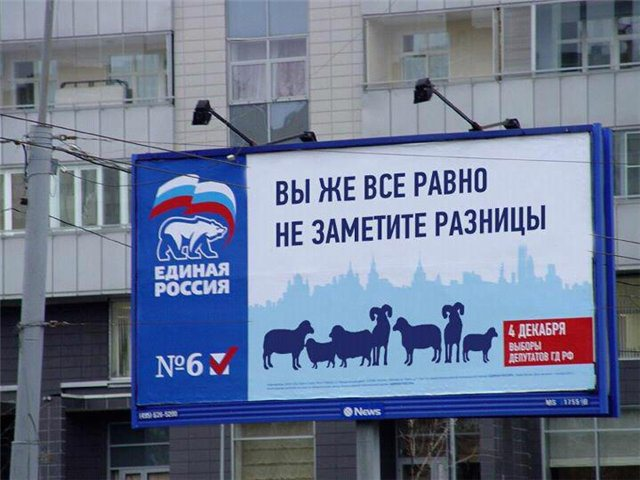 ВЫ ЖЕ ВСЕ РАВНО
НЕ ЗАМЕТИТЕ РАЗНИЦЫ
ЕДИНАЯ
РОССИЯ
№6
4 ДЕКАБРЯ
ВЫБОРЫ
ДЕПУТАТОВ ГД РФ
News